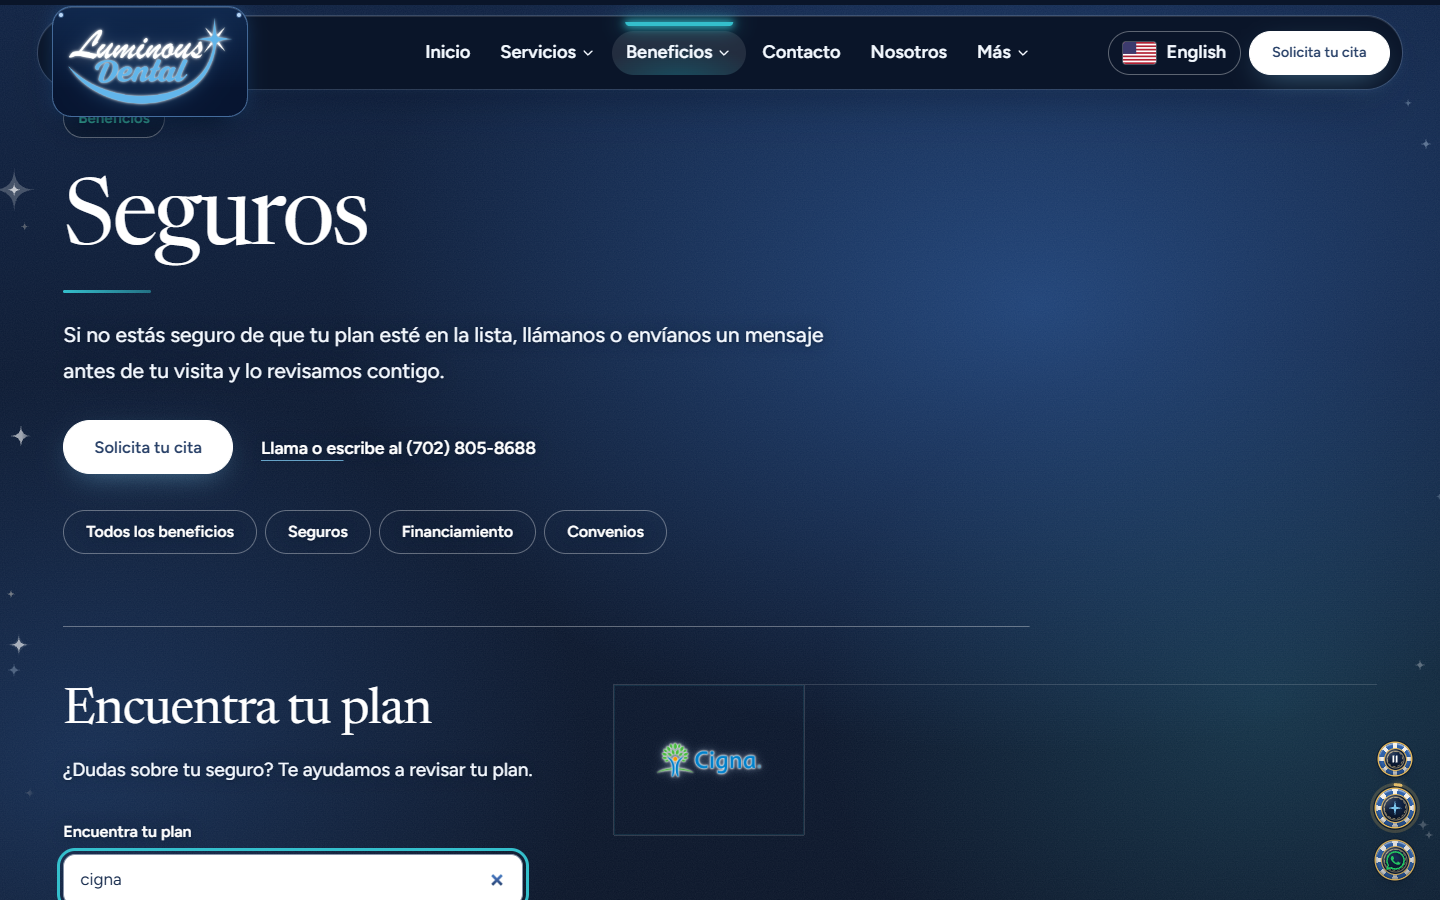 Luminous
Dental
Inicio
Servicios
Beneficios
Contacto
Nosotros
Más
English
Solicita tu cita
Beneficios
Seguros
Si no estás seguro de que tu plan esté en la lista, llámanos o envíanos un mensaje
antes de tu visita y lo revisamos contigo.
Solicita tu cita
Llama o escribe al (702) 805-8688
Todos los beneficios
Seguros
Financiamiento
Convenios
Encuentra tu plan
¿Dudas sobre tu seguro? Te ayudamos a revisar tu plan.
Encuentra tu plan
cigna
Cigna.